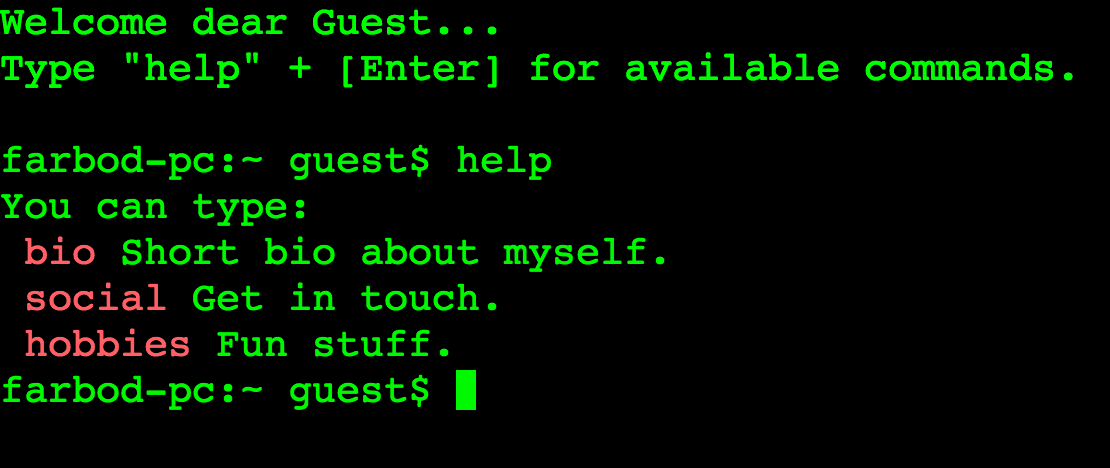 Welcome dear Guest...
Type "help" + [Enter] for available commands.
farbod-pc:~ guest$ help
You can type:
bio Short bio about myself.
social Get in touch.
hobbies Fun stuff.
farbod-pc:~ guest$